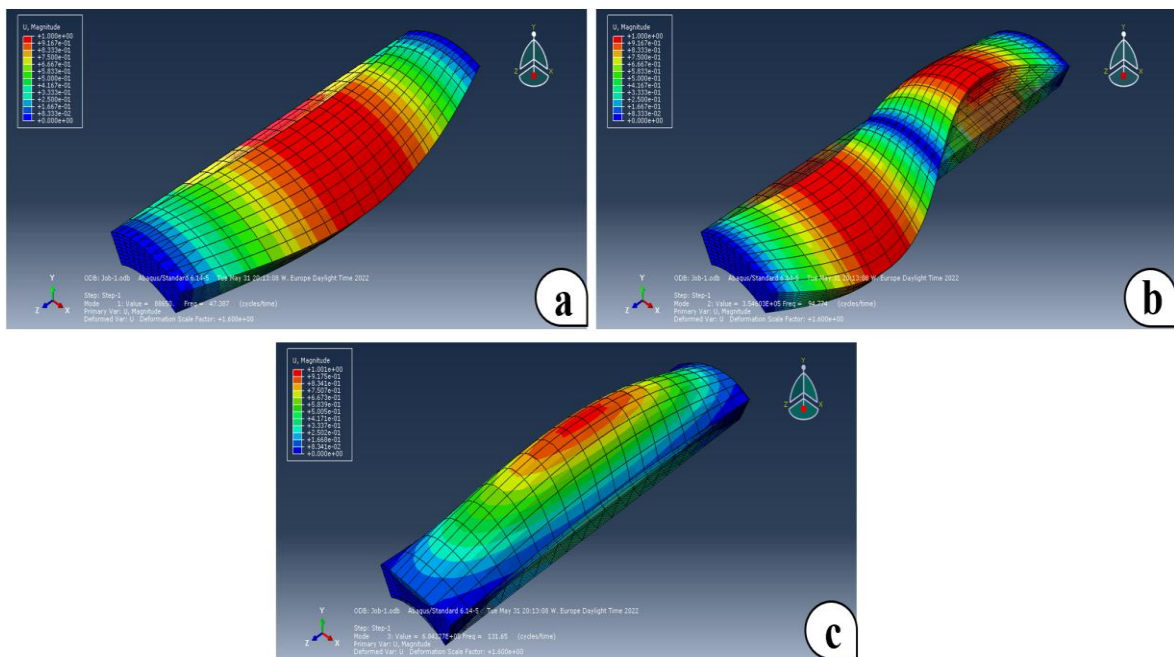 U, Magnitude
+1.000e+00
+9.167e-01
+8.333e-01
+7.500e-01
+6.667e-01
+5.833e-01
+5.000e-01
+4.167e-01
+3.333e-01
+2.500e-01
+1.667e-01
+8.333e-02
+0.000e+00
Y
Z X
ODB: Job-1.odb Abaqus/Standard 6.14-5 Tue May 31 20:13:08 W. Europe Daylight Time 2022
Step: Step-1
Mode 1: Value = Freq = 47.387 (cycles/time)
Primary Var: U, Magnitude
Deformed Var: U Deformation Scale Factor: +1.600e+00
Y
Z X
a
U, Magnitude
+1.000e+00
+9.167e-01
+8.333e-01
+7.500e-01
+6.667e-01
+5.833e-01
+5.000e-01
+4.167e-01
+3.333e-01
+2.500e-01
+1.667e-01
+8.333e-02
+0.000e+00
Y
Z X
ODB: Job-1.odb Abaqus/Standard Tue May 31 20:13:08 W. Europe Daylight Time 2022
Step: Step-1
Mode 2: Value = Freq = (cycles/time)
Primary Var: U, Magnitude
Deformed Var: U Deformation Scale Factor: +1.600e+00
Y
Z X
b
U, Magnitude
+1.001e+00
+9.175e-01
+8.341e-01
+7.507e-01
+6.673e-01
+5.839e-01
+5.005e-01
+4.171e-01
+3.337e-01
+2.502e-01
+1.668e-01
+8.341e-02
+0.000e+00
Y
Z X
ODB: Job-1.odb Abaqus/Standard 6.14-5 Tue May 31 20:13:08 W. Europe Daylight Time 2022
Step: Step-1
Mode 3: Value = Freq = 131.65 (cycles/time)
Primary Var: U, Magnitude
Deformed Var: U Deformation Scale Factor: +1.600e+00
Y
Z X
c